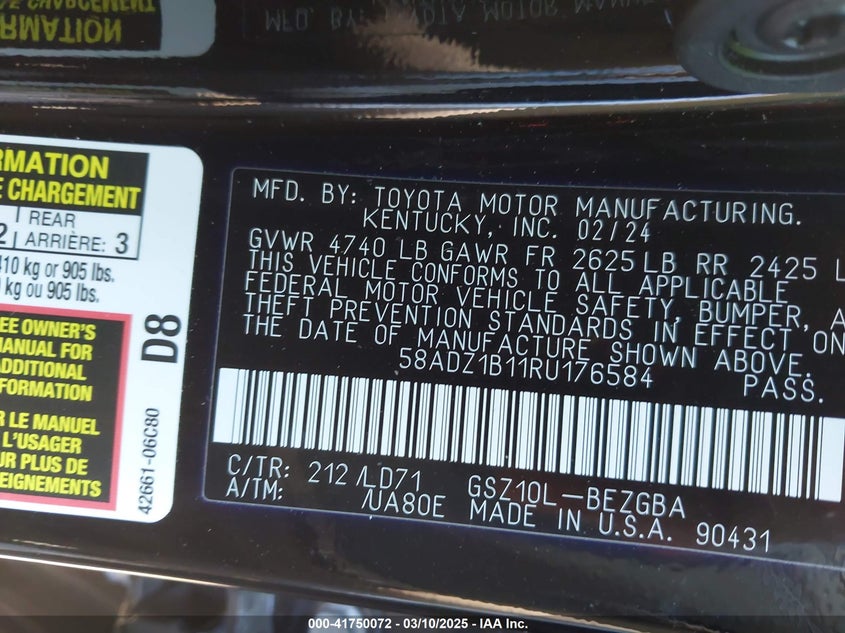 MFD. BY: TOYOTA MOTOR MANUFACTURING.
KENTUCKY, INC. 02/24
GVWR 4740 LB GAWR FR 2625 LB RR 2425 L
THIS VEHICLE CONFORMS TO ALL APPLICABLE
FEDERAL MOTOR VEHICLE SAFETY, BUMPER, A
THEFT PREVENTION STANDARDS IN EFFECT ON
THE DATE OF MANUFACTURE SHOWN ABOVE.
58ADZ1B11RU176584 PASS.
C/TR: 212 /LD71 GSZ10L-BEZGBA
A/TM: /UA80E MADE IN U.S.A. 90431
RMATION
E CHARGEMENT
2 REAR
ARRIÈRE: 3
410 kg or 905 lbs.
kg ou 905 lbs.
EE OWNER'S
MANUAL FOR
ADDITIONAL
INFORMATION
R LE MANUEL
L'USAGER
UR PLUS DE
SEIGNEMENTS
D8
42661-06C80
000-41750072 - 03/10/2025 - IAA Inc.